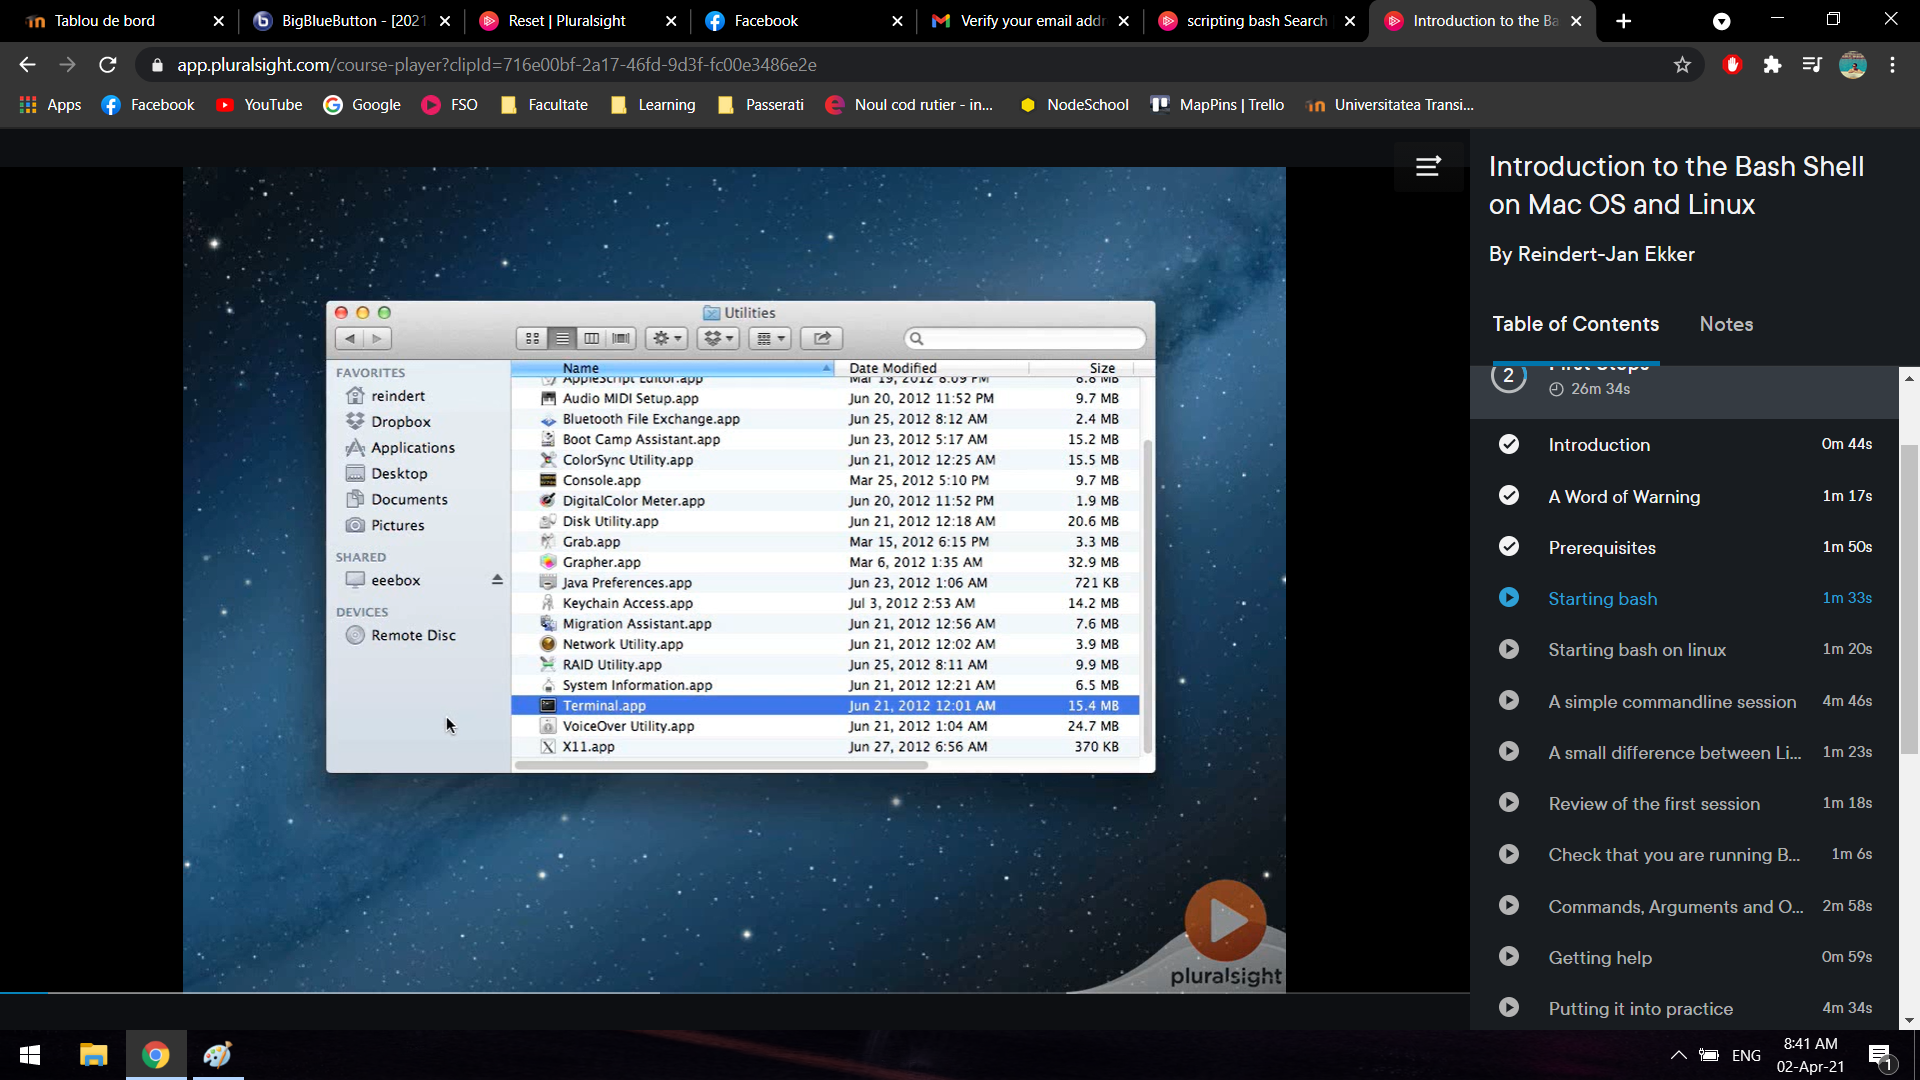 Tablou de bord
BigBlueButton - [2021
Reset | Pluralsight
Facebook
Verify your email addr
scripting bash Search
Introduction to the Ba
app.pluralsight.com/course-player?clipId=716e00bf-2a17-46fd-9d3f-fc00e3486e2e
Apps
Facebook
YouTube
Google
FSO
Facultate
Learning
Passerati
Noul cod rutier - in...
NodeSchool
MapPins | Trello
Universitatea Transi...
Utilities
FAVORITES
reindert
Dropbox
Applications
Desktop
Documents
Pictures
SHARED
eeebox
DEVICES
Remote Disc
Name Date Modified Size
AppleScript Editor.app Mar 19, 2012 8:09 PM 8.8 MB
Audio MIDI Setup.app Jun 20, 2012 11:52 PM 9.7 MB
Bluetooth File Exchange.app Jun 25, 2012 8:12 AM 2.4 MB
Boot Camp Assistant.app Jun 23, 2012 5:17 AM 15.2 MB
ColorSync Utility.app Jun 21, 2012 12:25 AM 15.5 MB
Console.app Mar 25, 2012 5:10 PM 9.7 MB
DigitalColor Meter.app Jun 20, 2012 11:52 PM 1.9 MB
Disk Utility.app Jun 21, 2012 12:18 AM 20.6 MB
Grab.app Mar 15, 2012 6:15 PM 3.3 MB
Grapher.app Mar 6, 2012 1:35 AM 32.9 MB
Java Preferences.app Jun 23, 2012 1:06 AM 721 KB
Keychain Access.app Jul 3, 2012 2:53 AM 14.2 MB
Migration Assistant.app Jun 21, 2012 12:56 AM 7.6 MB
Network Utility.app Jun 21, 2012 12:02 AM 3.9 MB
RAID Utility.app Jun 25, 2012 8:11 AM 9.9 MB
System Information.app Jun 21, 2012 12:21 AM 6.5 MB
Terminal.app Jun 21, 2012 12:01 AM 15.4 MB
VoiceOver Utility.app Jun 21, 2012 1:04 AM 24.7 MB
X11.app Jun 27, 2012 6:56 AM 370 KB
pluralsight
Introduction to the Bash Shell
on Mac OS and Linux
By Reindert-Jan Ekker
Table of Contents
Notes
2
First Steps
26m 34s
Introduction 0m 44s
A Word of Warning 1m 17s
Prerequisites 1m 50s
Starting bash 1m 33s
Starting bash on linux 1m 20s
A simple commandline session 4m 46s
A small difference between Li... 1m 23s
Review of the first session 1m 18s
Check that you are running B... 1m 6s
Commands, Arguments and O... 2m 58s
Getting help 0m 59s
Putting it into practice 4m 34s
ENG
8:41 AM
02-Apr-21
1